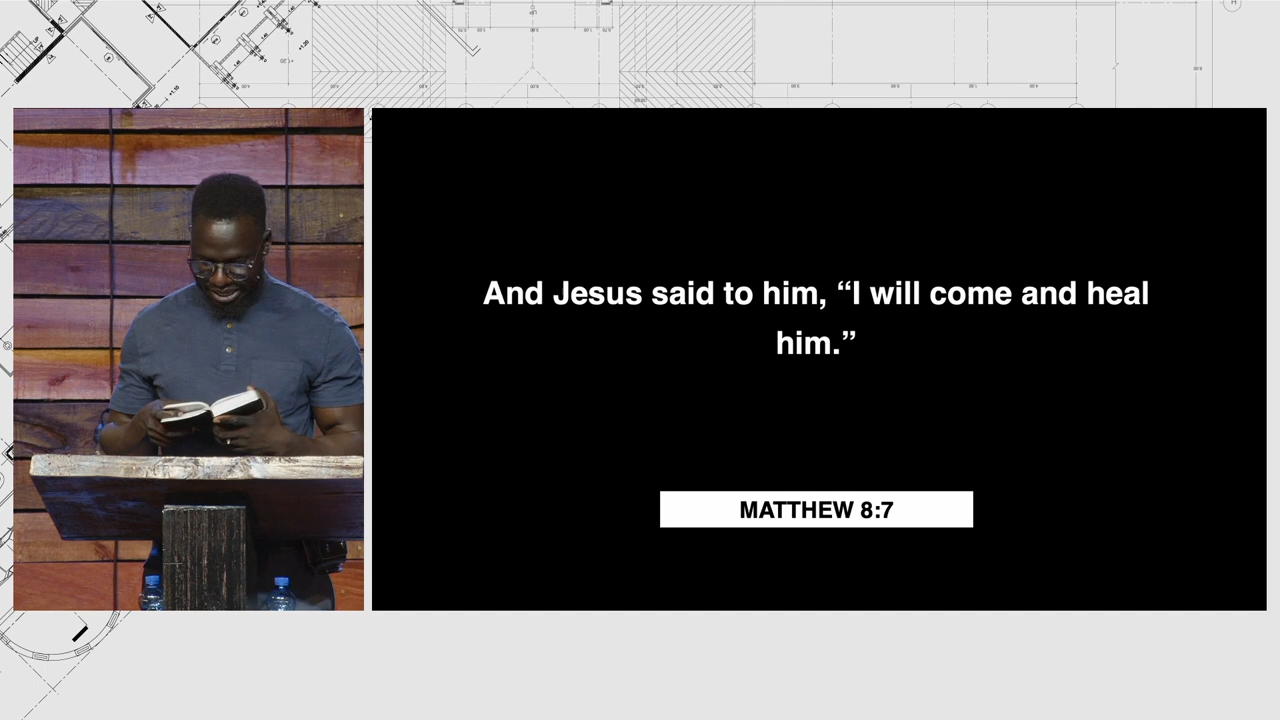 And Jesus said to him, “I will come and heal
him.”
MATTHEW 8:7